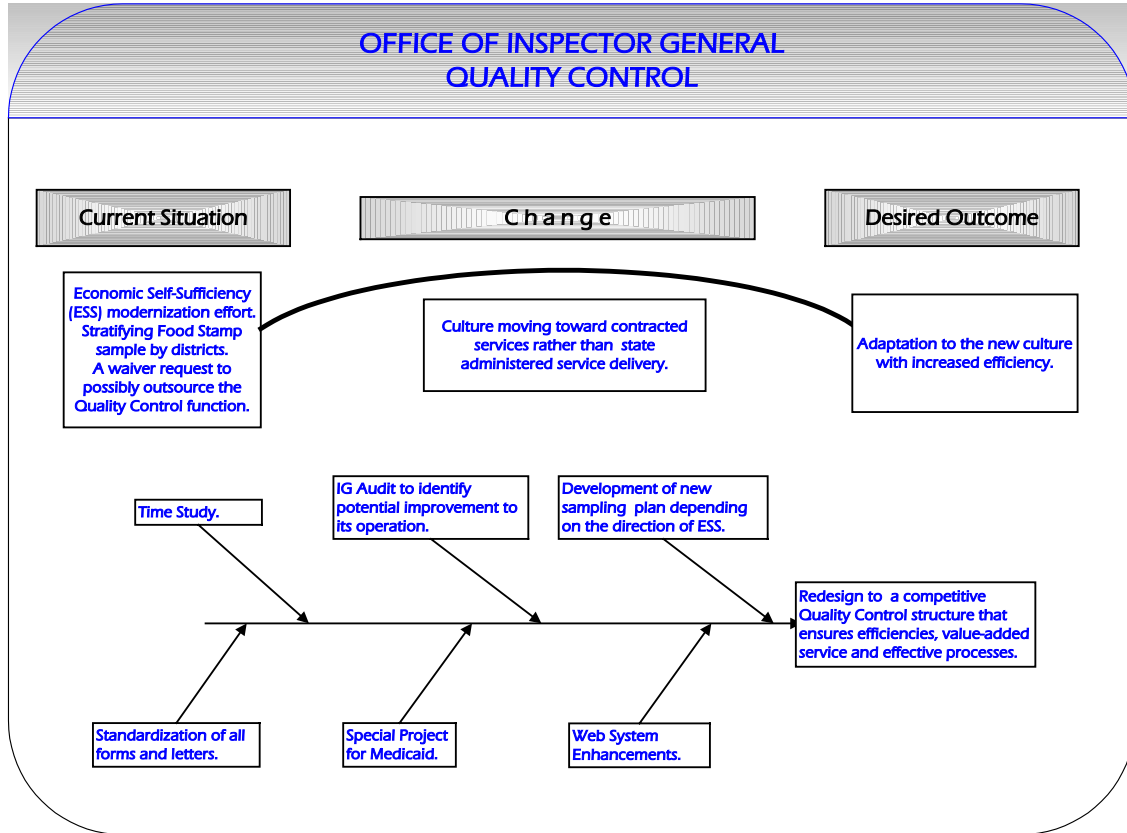 OFFICE OF INSPECTOR GENERAL
QUALITY CONTROL
Current Situation
C h a n g e
Desired Outcome
Economic Self-Sufficiency
(ESS) modernization effort.
Stratifying Food Stamp
sample by districts.
A waiver request to
possibly outsource the
Quality Control function.
Culture moving toward contracted
services rather than state
administered service delivery.
Adaptation to the new culture
with increased efficiency.
Time Study.
IG Audit to identify
potential improvement to
its operation.
Development of new
sampling plan depending
on the direction of ESS.
Redesign to a competitive
Quality Control structure that
ensures efficiencies, value-added
service and effective processes.
Standardization of all
forms and letters.
Special Project
for Medicaid.
Web System
Enhancements.